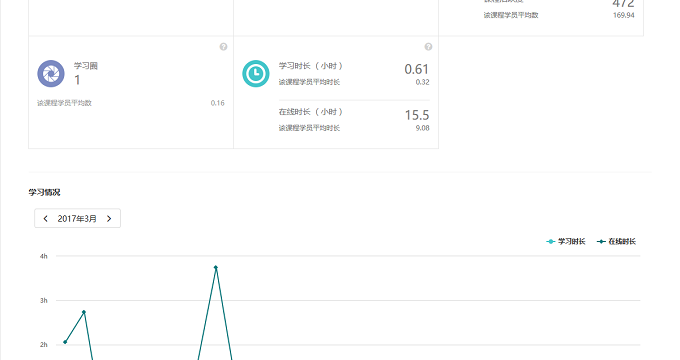 472
该课程学员平均数 169.94
学习圈
1
该课程学员平均数 0.16
学习时长（小时） 0.61
该课程学员平均时长 0.32
在线时长（小时） 15.5
该课程学员平均时长 9.08
学习情况
2017年3月
学习时长 在线时长
4h
3h
2h